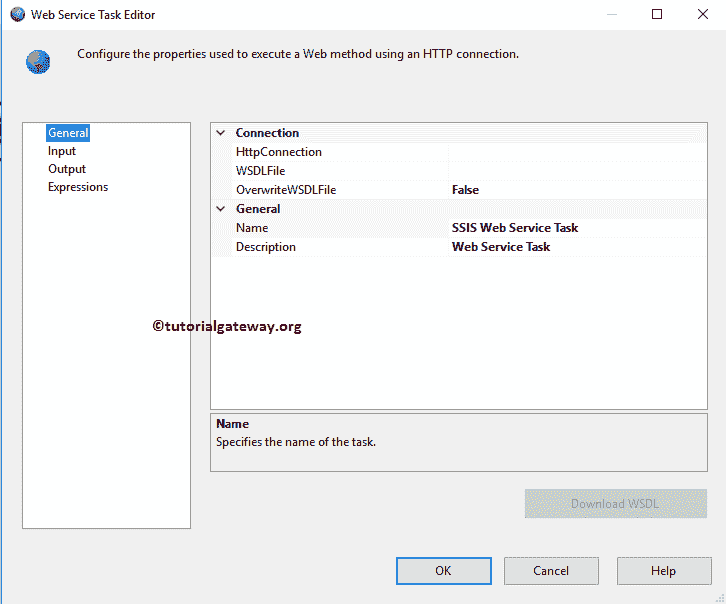 Web Service Task Editor
Configure the properties used to execute a Web method using an HTTP connection.
General
Input
Output
Expressions
Connection
HttpConnection
WSDLFile
OverwriteWSDLFile False
General
Name SSIS Web Service Task
Description Web Service Task
©tutorialgateway.org
Name
Specifies the name of the task.
Download WSDL
OK Cancel Help